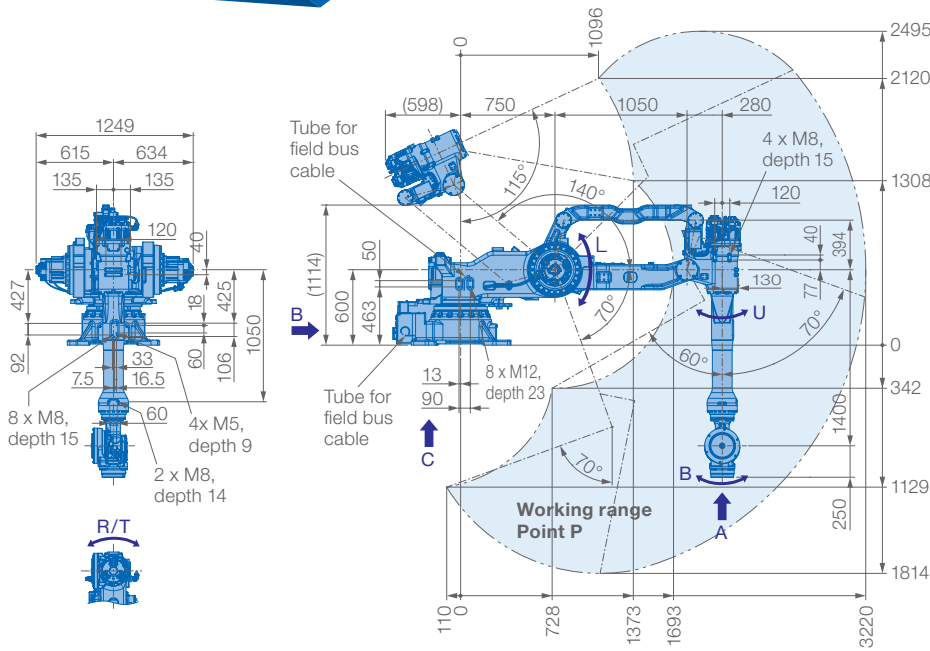 2495
1096
0
2120
(598)
750
1050
280
1249
Tube for
field bus
cable
4 x M8,
depth 15
615
634
115°
135
135
140°
1308
120
120
40
50
L
40
394
(1114)
427
18
425
600
463
130
77
B
1050
70°
U
70°
92
60
106
0
60°
33
13
8 x M12,
depth 23
7.5
16.5
90
342
8 x M8,
depth 15
60
4x M5,
depth 9
Tube for
field bus
cable
1400
2 x M8,
depth 14
C
70°
B
1129
Working range
Point P
A
250
R/T
1814
110
0
728
1373
1693
3220